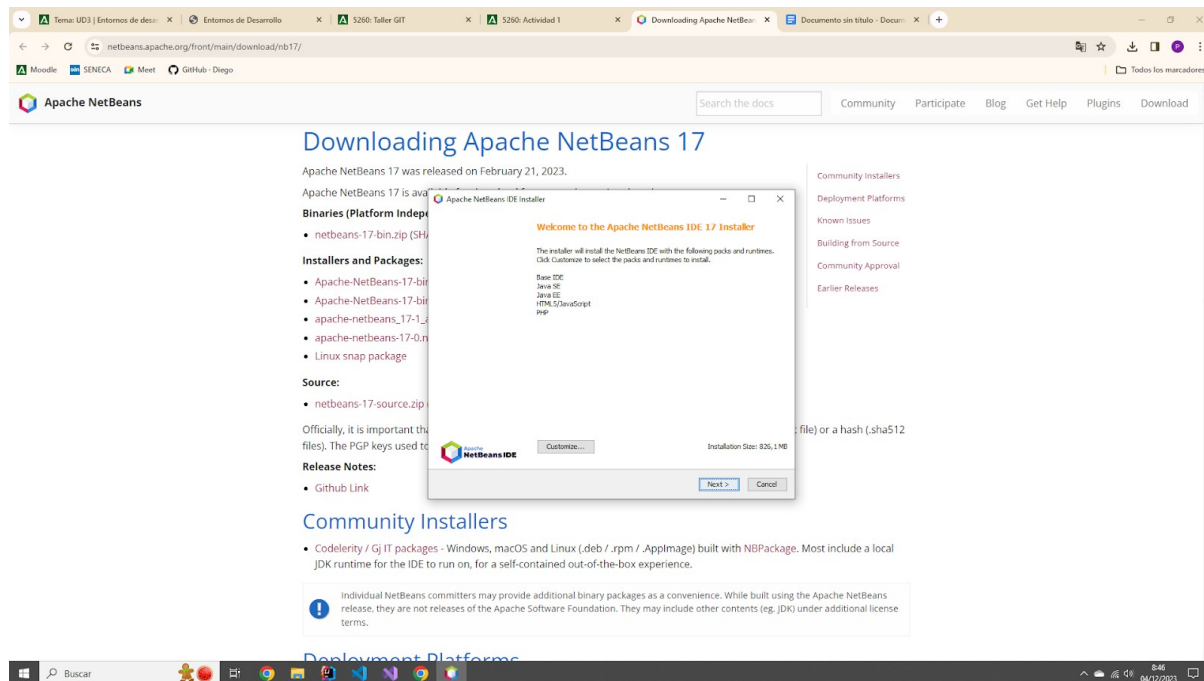 Tema: UD3 | Entornos de desar
Entornos de Desarrollo
5260: Taller GIT
5260: Actividad 1
Downloading Apache NetBean
Documento sin título - Docum
netbeans.apache.org/front/main/download/nb17/
Moodle
SENECA
Meet
GitHub - Diego
Todos los marcadores
Apache NetBeans
Search the docs
Community
Participate
Blog
Get Help
Plugins
Download
Downloading Apache NetBeans 17
Apache NetBeans 17 was released on February 21, 2023.
Apache NetBeans 17 is ava
Binaries (Platform Indepe
netbeans-17-bin.zip (SHA
Installers and Packages:
Apache-NetBeans-17-bin
Apache-NetBeans-17-bin
apache-netbeans_17-1_a
apache-netbeans-17-0.n
Linux snap package
Source:
netbeans-17-source.zip (
Officially, it is important tha
: file) or a hash (.sha512
files). The PGP keys used to
Release Notes:
Github Link
Community Installers
Deployment Platforms
Known Issues
Building from Source
Community Approval
Earlier Releases
Apache NetBeans IDE Installer
Welcome to the Apache NetBeans IDE 17 Installer
The installer will install the NetBeans IDE with the following packs and runtimes.
Click Customize to select the packs and runtimes to install.
Base IDE
Java SE
Java EE
HTML5/JavaScript
PHP
Apache
NetBeans IDE
Customize...
Installation Size: 826,1 MB
Next >
Cancel
Community Installers
Codelerity / Gj IT packages - Windows, macOS and Linux (.deb / .rpm / .AppImage) built with NBPackage. Most include a local
JDK runtime for the IDE to run on, for a self-contained out-of-the-box experience.
Individual NetBeans committers may provide additional binary packages as a convenience. While built using the Apache NetBeans
release, they are not releases of the Apache Software Foundation. They may include other contents (eg. JDK) under additional license
terms.
Deployment Platforms
Buscar
8:46
04/12/2023